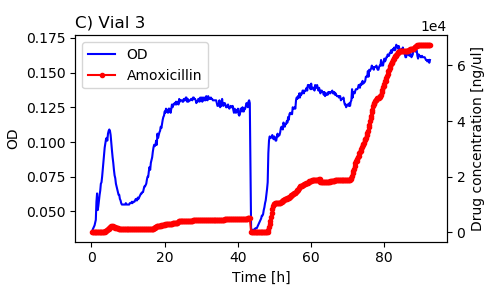 C) Vial 3
1e4
OD
Amoxicillin
0.175
0.150
0.125
0.100
0.075
0.050
OD
6
4
2
0
Drug concentration [ng/ul]
0
20
40
60
80
Time [h]